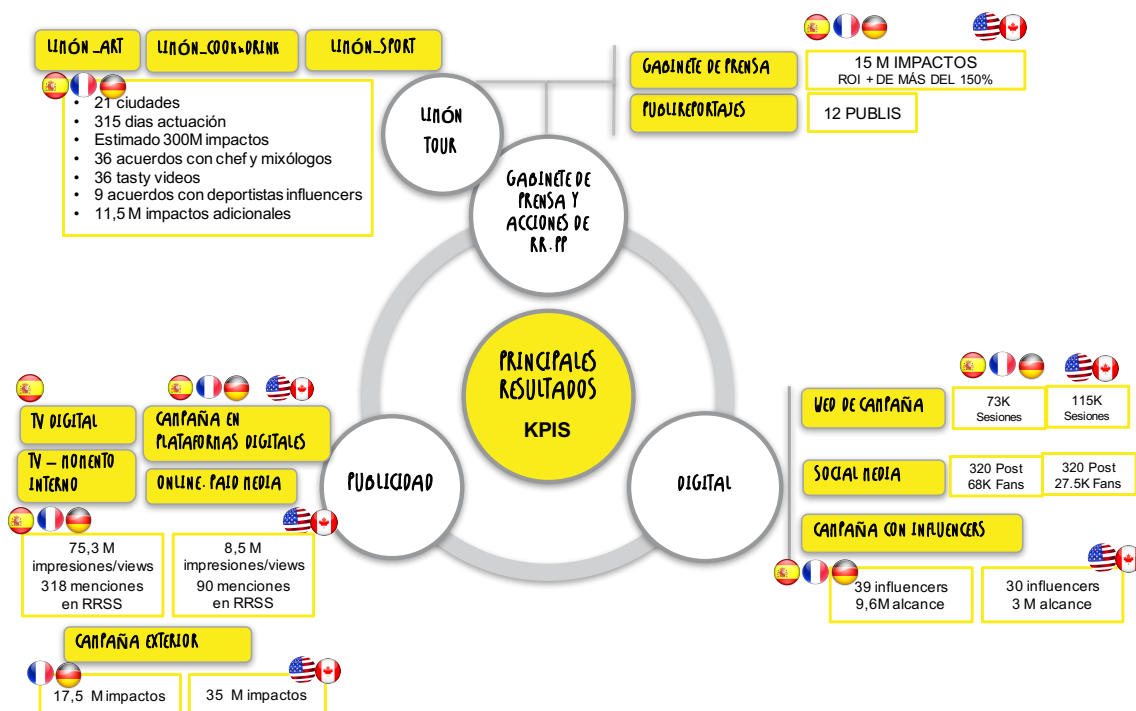 LIMÓN_ART
LIMÓN_COOK&DRINK
LIMÓN_SPORT
• 21 ciudades
• 315 dias actuación
• Estimado 300M impactos
• 36 acuerdos con chef y mixólogos
• 36 tasty videos
• 9 acuerdos con deportistas influencers
• 11,5 M impactos adicionales
LIMÓN
TOUR
GABINETE DE
PRENSA Y
ACCIONES DE
RR.PP
GABINETE DE PRENSA
15 M IMPACTOS
ROI + DE MÁS DEL 150%
PUBLIREPORTAJES
12 PUBLIS
PRINCIPALES
RESULTADOS
KPIS
PUBLICIDAD
DIGITAL
TV DIGITAL
CAMPAÑA EN
PLATAFORMAS DIGITALES
TV – MOMENTO
INTERNO
ONLINE. PAID MEDIA
75,3 M
impresiones/views
318 menciones
en RRSS
8,5 M
impresiones/views
90 menciones
en RRSS
CAMPAÑA EXTERIOR
17,5 M impactos
35 M impactos
WEB DE CAMPAÑA
73K
Sesiones
115K
Sesiones
SOCIAL MEDIA
320 Post
68K Fans
320 Post
27.5K Fans
CAMPAÑA CON INFLUENCERS
39 influencers
9,6M alcance
30 influencers
3 M alcance